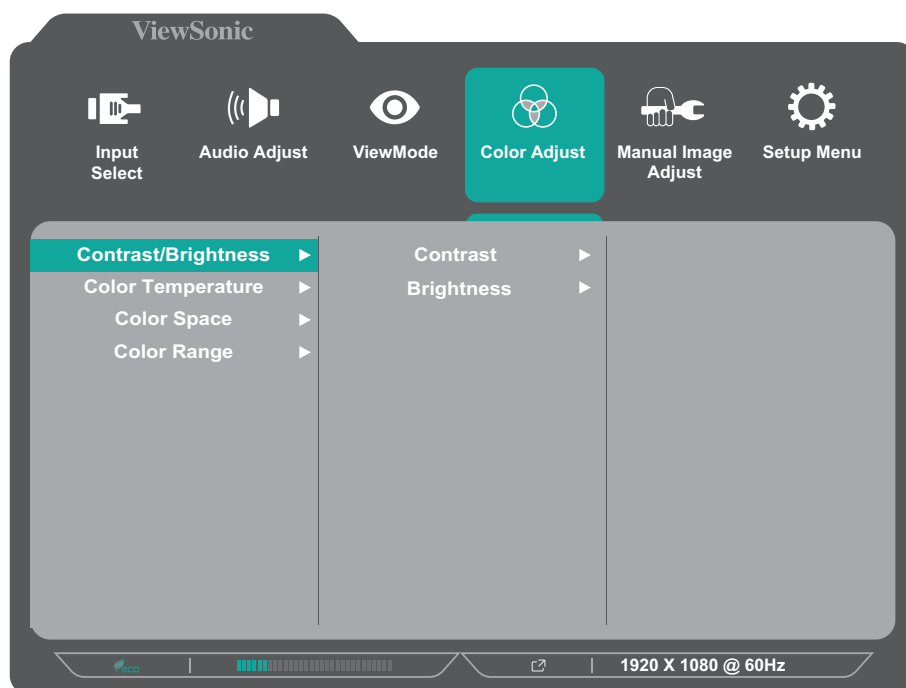 ViewSonic
Input Select
Audio Adjust
ViewMode
Color Adjust
Manual Image Adjust
Setup Menu
Contrast/Brightness
Contrast
Color Temperature
Brightness
Color Space
Color Range
eco
1920 X 1080 @ 60Hz